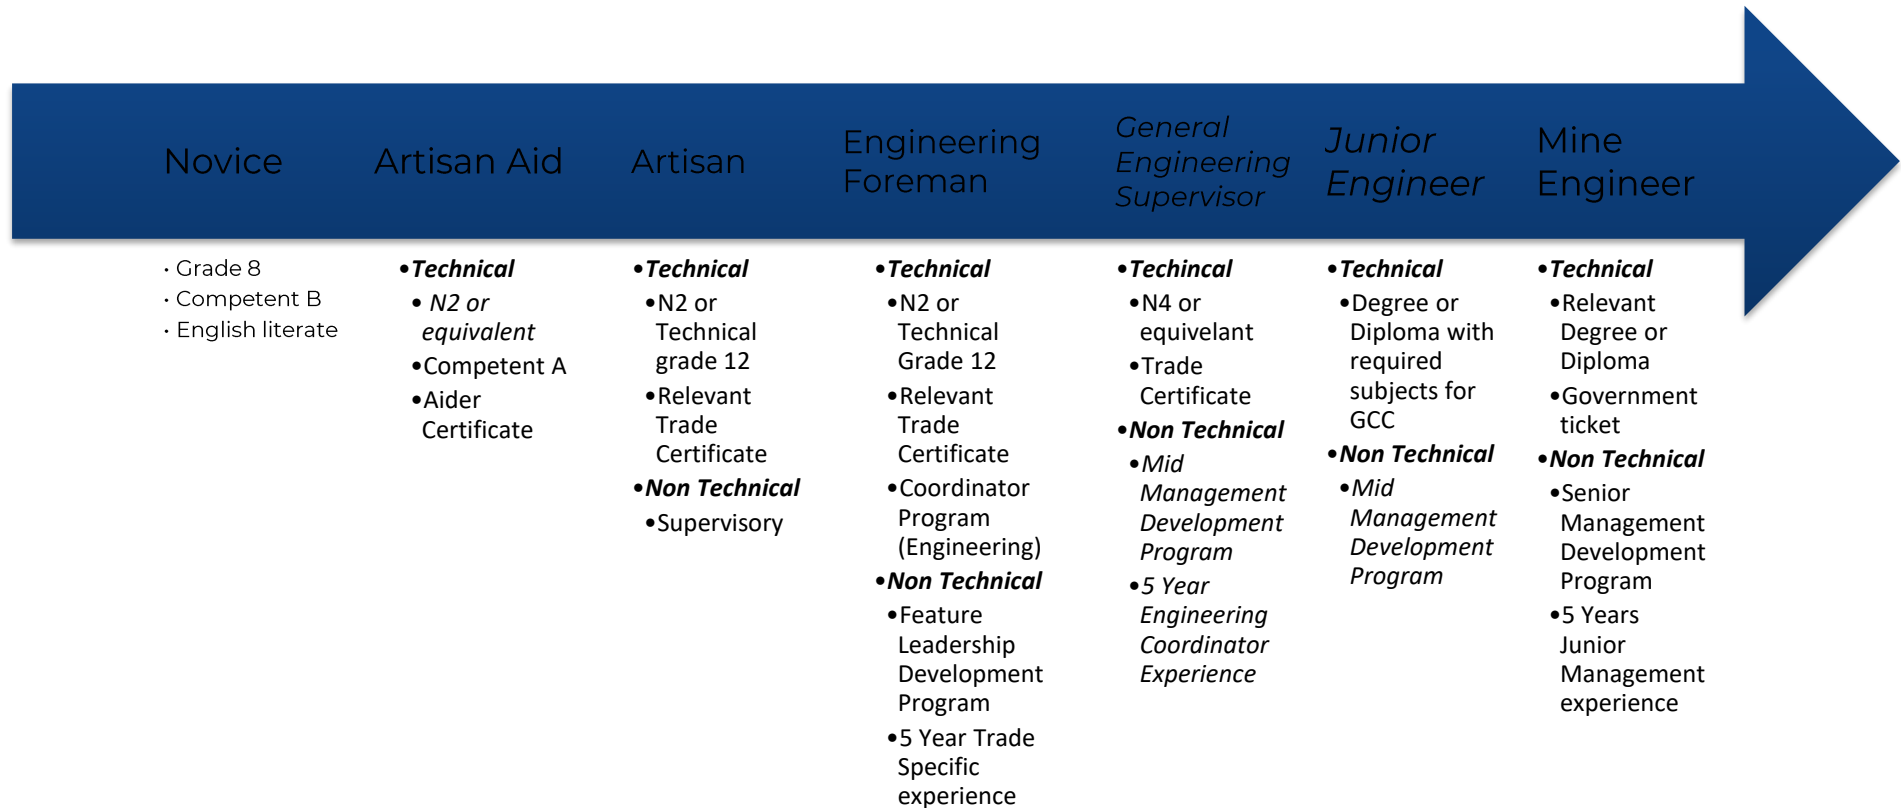 Novice
Artisan Aid
Artisan
Engineering
Foreman
General
Engineering
Supervisor
Junior
Engineer
Mine
Engineer
· Grade 8
· Competent B
· English literate
•Technical
• N2 or
equivalent
•Competent A
•Aider
Certificate
•Technical
•N2 or
Technical
grade 12
•Relevant
Trade
Certificate
•Non Technical
•Supervisory
•Technical
•N2 or
Technical
Grade 12
•Relevant
Trade
Certificate
•Coordinator
Program
(Engineering)
•Non Technical
•Feature
Leadership
Development
Program
•5 Year Trade
Specific
experience
•Techincal
•N4 or
equivelant
•Trade
Certificate
•Non Technical
•Mid
Management
Development
Program
•5 Year
Engineering
Coordinator
Experience
•Technical
•Degree or
Diploma with
required
subjects for
GCC
•Non Technical
•Mid
Management
Development
Program
•Technical
•Relevant
Degree or
Diploma
•Government
ticket
•Non Technical
•Senior
Management
Development
Program
•5 Years
Junior
Management
experience